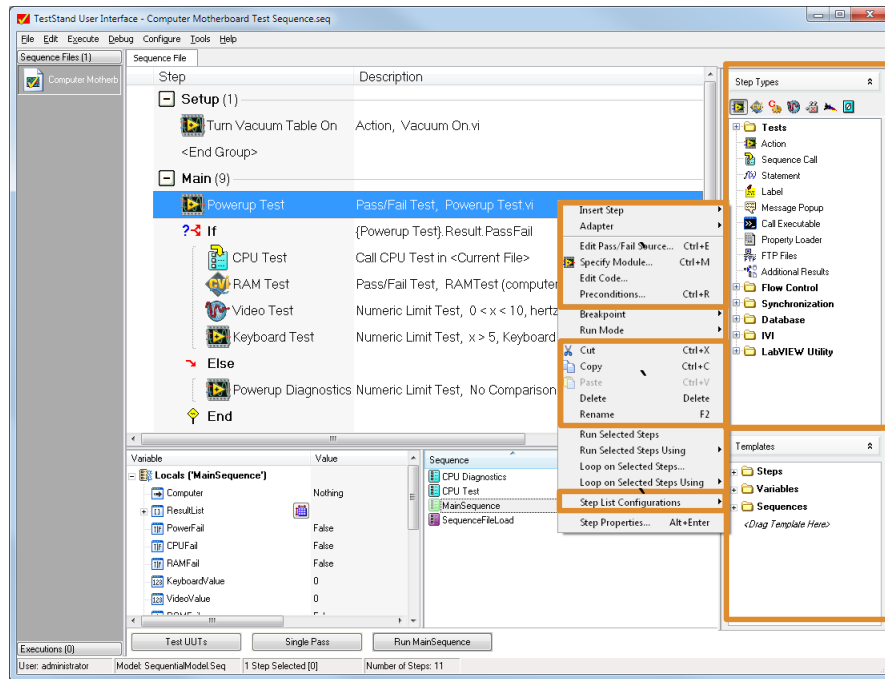 TestStand User Interface - Computer Motherboard Test Sequence.seq
File Edit Execute Debug Configure Tools Help
Sequence Files (1)
Computer Motherb
Sequence File
Step Description
Setup (1)
Turn Vacuum Table On Action, Vacuum On.vi
<End Group>
Main (9)
Powerup Test Pass/Fail Test, Powerup Test.vi
If {Powerup Test}.Result.PassFail
CPU Test Call CPU Test in <Current File>
RAM Test Pass/Fail Test, RAMTest (computer
Video Test Numeric Limit Test, 0 < x < 10, hertz
Keyboard Test Numeric Limit Test, x > 5, Keyboard
Else
Powerup Diagnostics Numeric Limit Test, No Comparison
End
Insert Step
Adapter
Edit Pass/Fail Source... Ctrl+E
Specify Module... Ctrl+M
Edit Code...
Preconditions... Ctrl+R
Breakpoint
Run Mode
Cut Ctrl+X
Copy Ctrl+C
Paste Ctrl+V
Delete Delete
Rename F2
Run Selected Steps
Run Selected Steps Using
Loop on Selected Steps...
Loop on Selected Steps Using
Step List Configurations
Step Properties... Alt+Enter
Step Types
Tests
Action
Sequence Call
Statement
Label
Message Popup
Call Executable
Property Loader
FTP Files
Additional Results
Flow Control
Synchronization
Database
IVI
LabVIEW Utility
Templates
Steps
Variables
Sequences
<Drag Template Here>
Variable Value
Locals ('MainSequence')
Computer Nothing
ResultList
PowerFail False
CPUFail False
RAMFail False
KeyboardValue 0
VideoValue 0
Sequence
CPU Diagnostics
CPU Test
MainSequence
SequenceFileLoad
Test UUTs Single Pass Run MainSequence
Executions (0)
User: administrator Model: SequentialModel.Seq 1 Step Selected [0] Number of Steps: 11